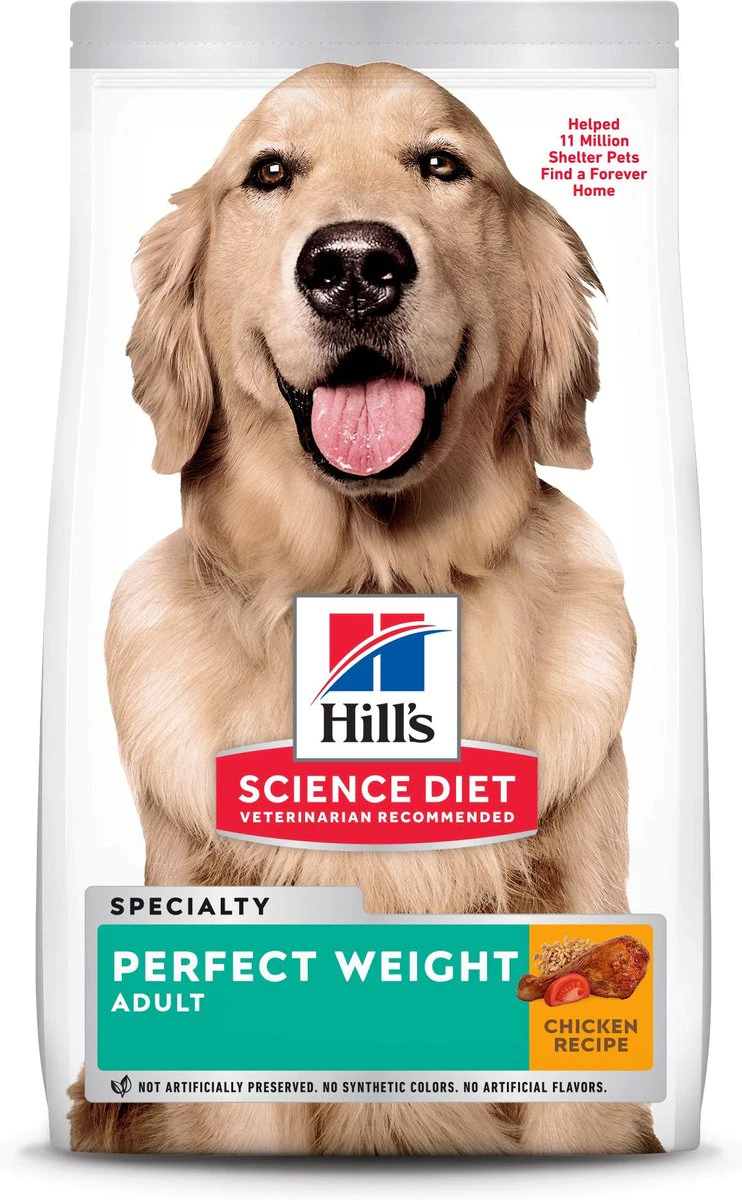 Helped
11 Million
Shelter Pets
Find a Forever
Home
Hill's
SCIENCE DIET
VETERINARIAN RECOMMENDED
SPECIALTY
PERFECT WEIGHT
ADULT
CHICKEN
RECIPE
NOT ARTIFICIALLY PRESERVED. NO SYNTHETIC COLORS. NO ARTIFICIAL FLAVORS.